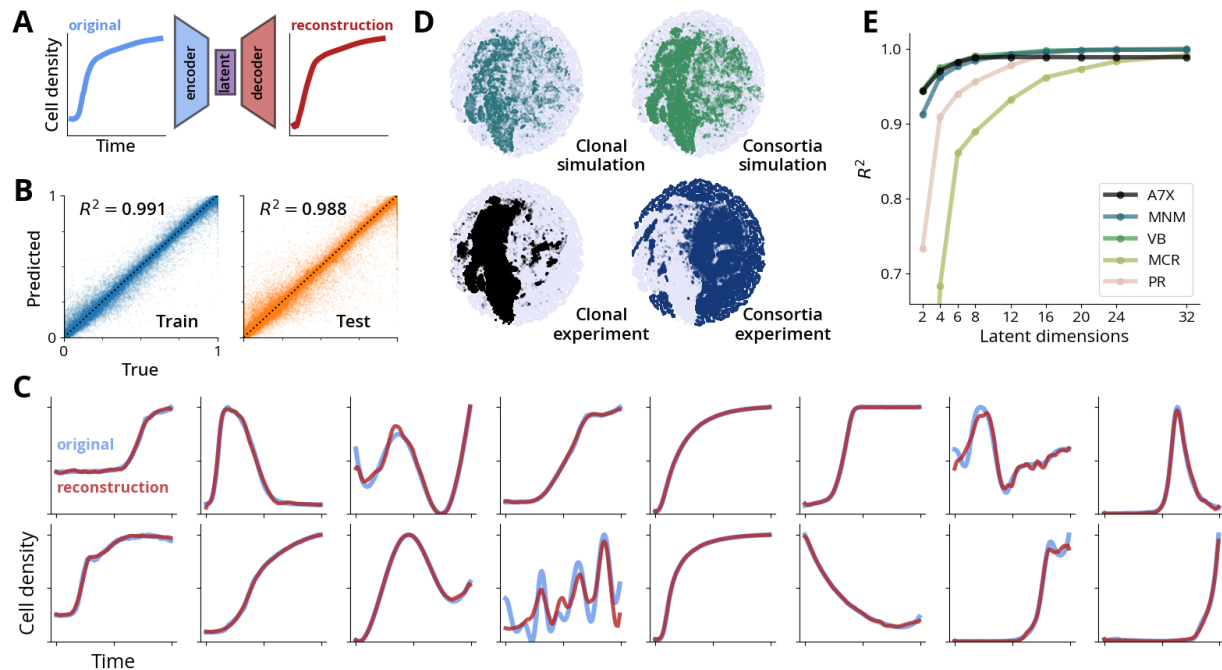 A
original
reconstruction
encoder
latent
decoder
Cell density
Time
B
R² = 0.991
R² = 0.988
Predicted
1
0
Train
Test
0
1
True
D
Clonal
simulation
Consortia
simulation
Clonal
experiment
Consortia
experiment
E
1.0
0.9
0.8
0.7
R²
A7X
MNM
VB
MCR
PR
2 4 6 8 12 16 20 24 32
Latent dimensions
C
original
reconstruction
Cell density
Time